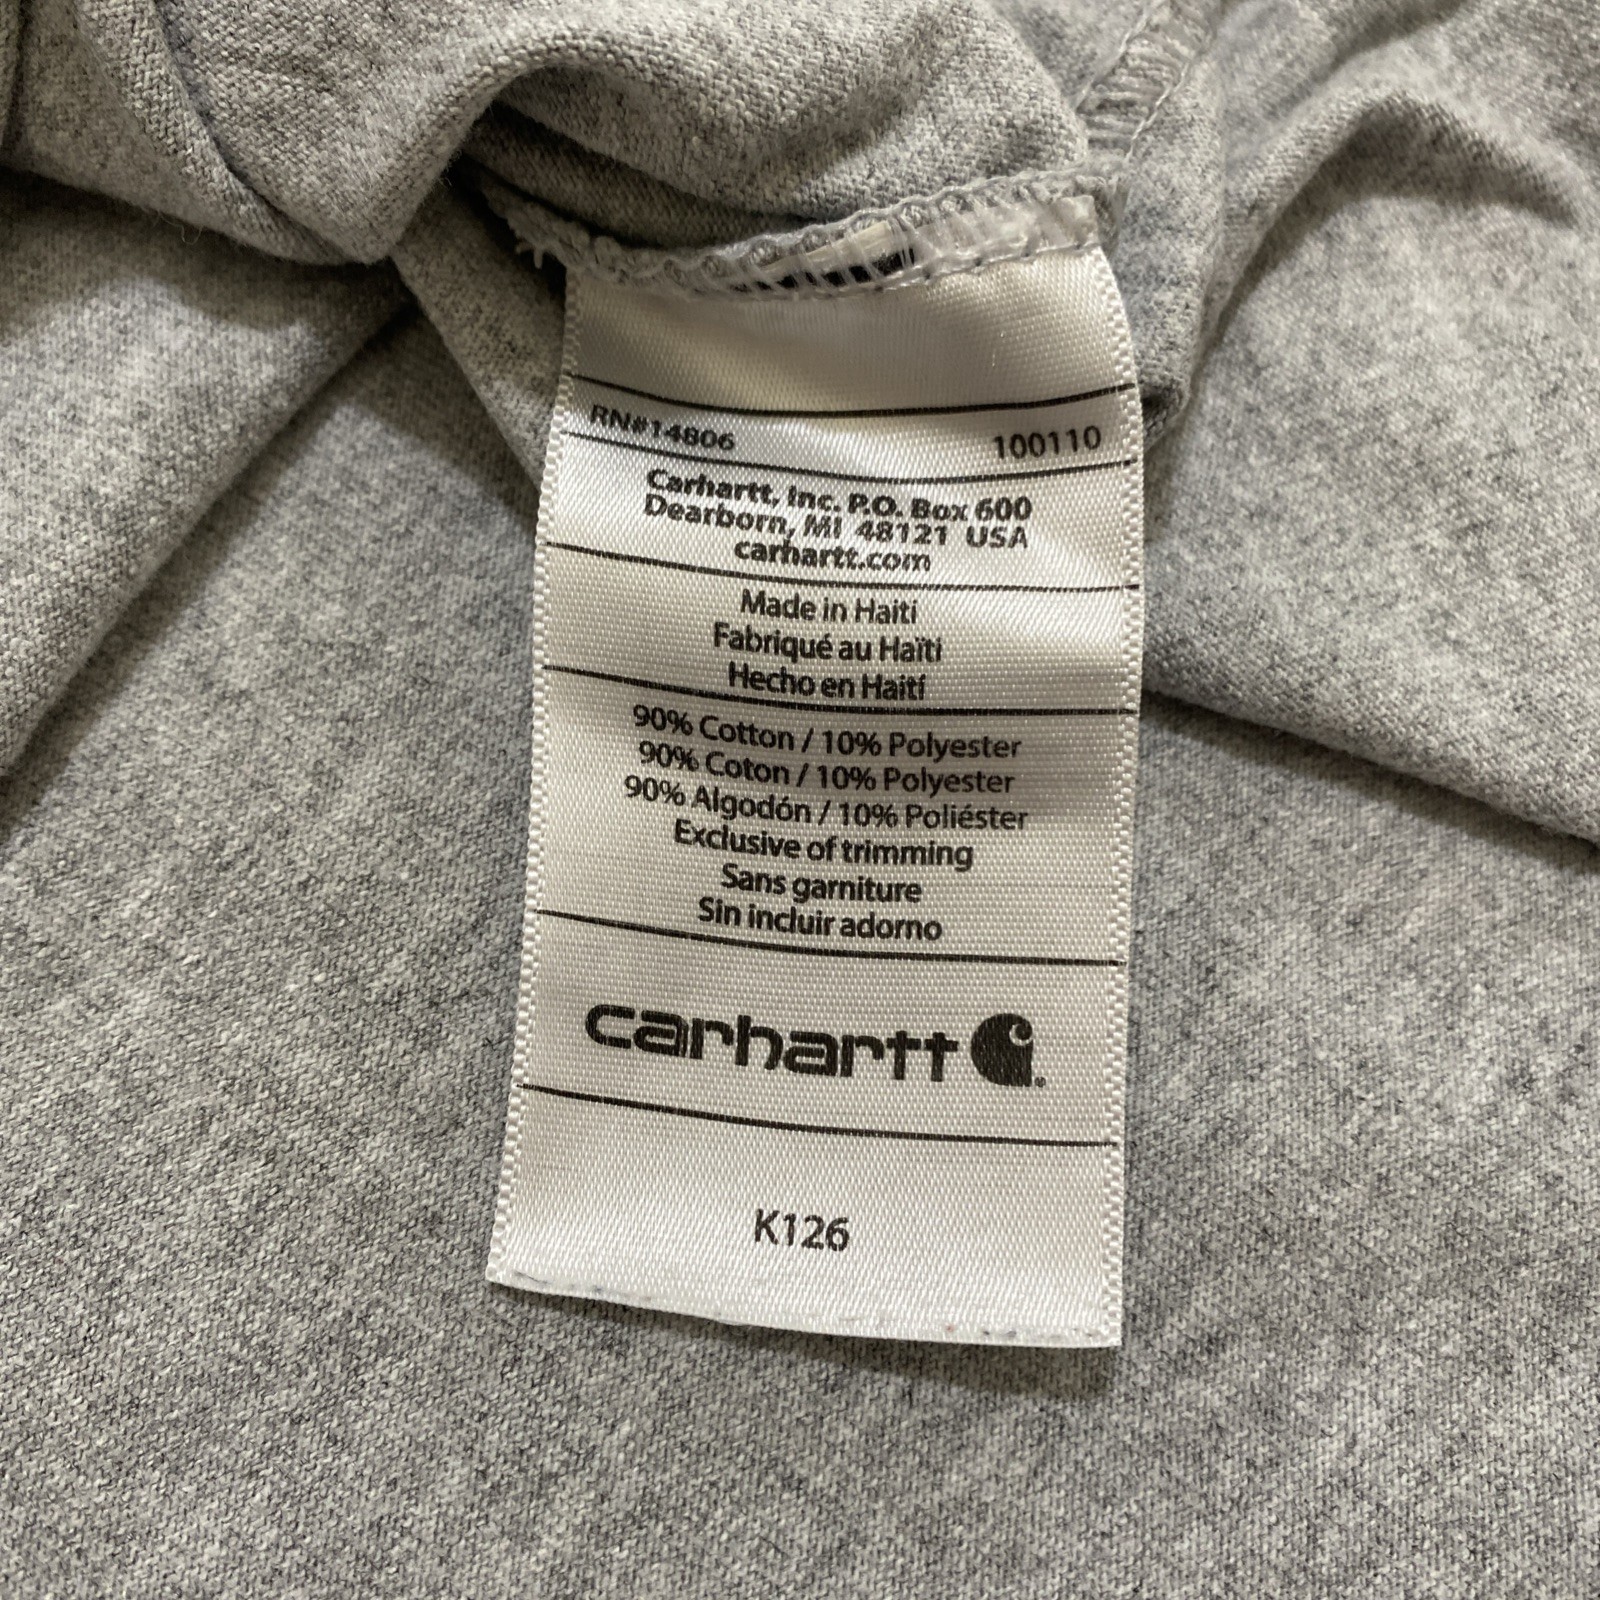 RN#14806 100110
Carhartt, Inc. P.O. Box 600
Dearborn, MI 48121 USA
carhartt.com
Made in Haiti
Fabriqué au Haïti
Hecho en Haití
90% Cotton / 10% Polyester
90% Coton / 10% Polyester
90% Algodón / 10% Poliéster
Exclusive of trimming
Sans garniture
Sin incluir adorno
carhartt
K126